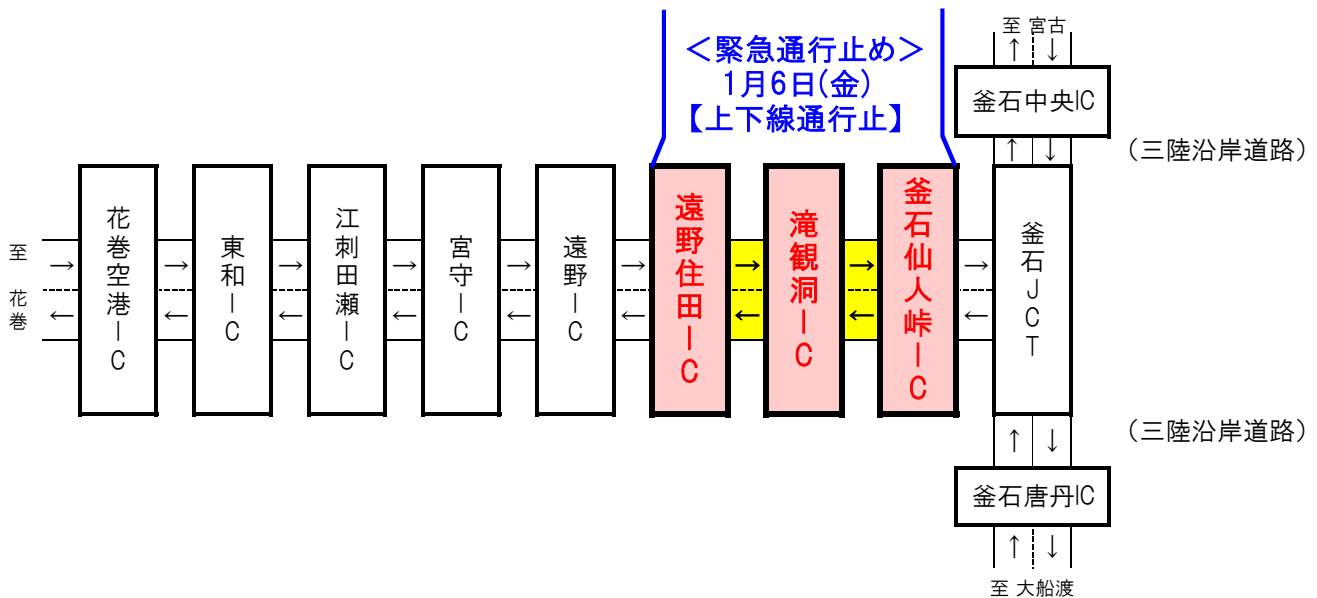 至 宮古
↑ ↓
<緊急通行止め>
1月6日(金)
【上下線通行止】
釜石中央IC
↑ ↓
(三陸沿岸道路)
至 花巻
→ → → → → → → → →
← ← ← ← ← ← ← ← ←
花巻空港IC
東和IC
江刺田瀬IC
宮守IC
遠野IC
遠野住田IC
滝観洞IC
釜石仙人峠IC
釜石JCT
(三陸沿岸道路)
↑ ↓
釜石唐丹IC
↑ ↓
至 大船渡